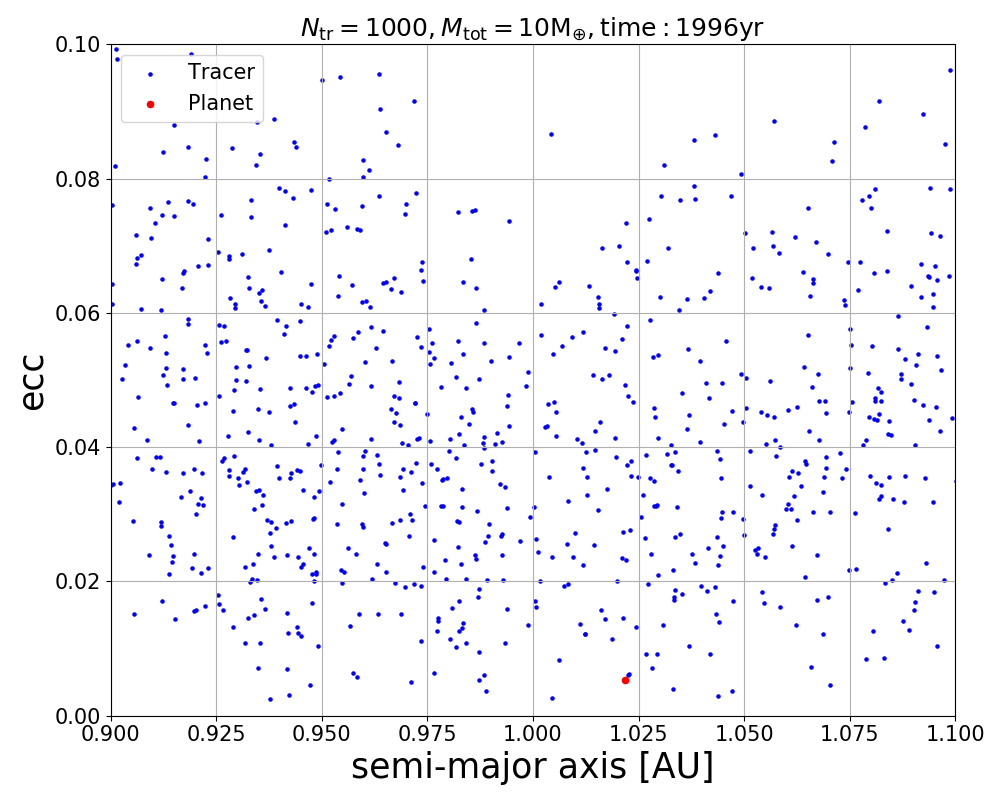 N_tr = 1000, M_tot = 10M_⊕, time : 1996yr
0.10
0.08
0.06
0.04
0.02
0.00
ecc
Tracer
Planet
0.900 0.925 0.950 0.975 1.000 1.025 1.050 1.075 1.100
semi-major axis [AU]